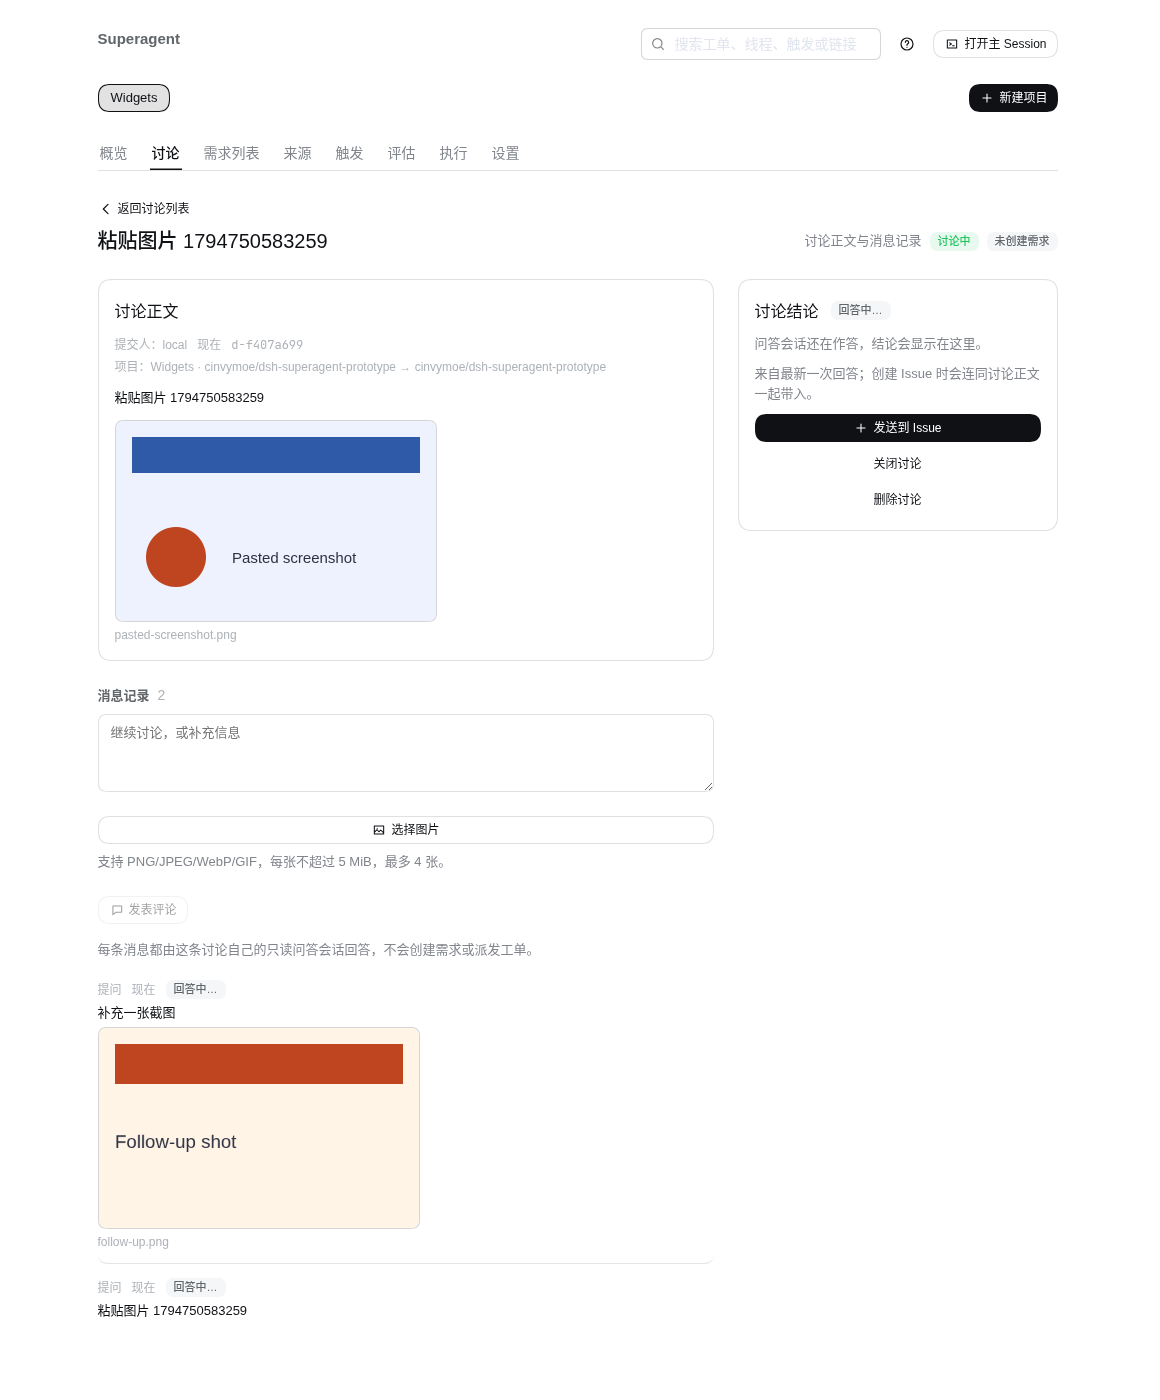 Superagent
搜索工单、线程、触发或链接
打开主 Session
Widgets
新建项目
概览 讨论 需求列表 来源 触发 评估 执行 设置
返回讨论列表
粘贴图片 1794750583259
讨论正文与消息记录 讨论中 未创建需求
讨论正文
提交人：local 现在 d-f407a699
项目：Widgets · cinvymoe/dsh-superagent-prototype → cinvymoe/dsh-superagent-prototype
粘贴图片 1794750583259
Pasted screenshot
pasted-screenshot.png
讨论结论 回答中…
问答会话还在作答，结论会显示在这里。
来自最新一次回答；创建 Issue 时会连同讨论正文
一起带入。
发送到 Issue
关闭讨论
删除讨论
消息记录 2
继续讨论，或补充信息
选择图片
支持 PNG/JPEG/WebP/GIF，每张不超过 5 MiB，最多 4 张。
发表评论
每条消息都由这条讨论自己的只读问答会话回答，不会创建需求或派发工单。
提问 现在 回答中…
补充一张截图
Follow-up shot
follow-up.png
提问 现在 回答中…
粘贴图片 1794750583259